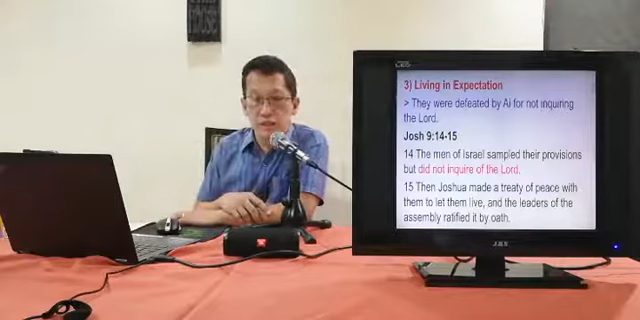 HOUSE
3) Living in Expectation
> They were defeated by Ai for not inquiring
the Lord.
Josh 9:14-15
14 The men of Israel sampled their provisions
but did not inquire of the Lord.
15 Then Joshua made a treaty of peace with
them to let them live, and the leaders of the
assembly ratified it by oath.